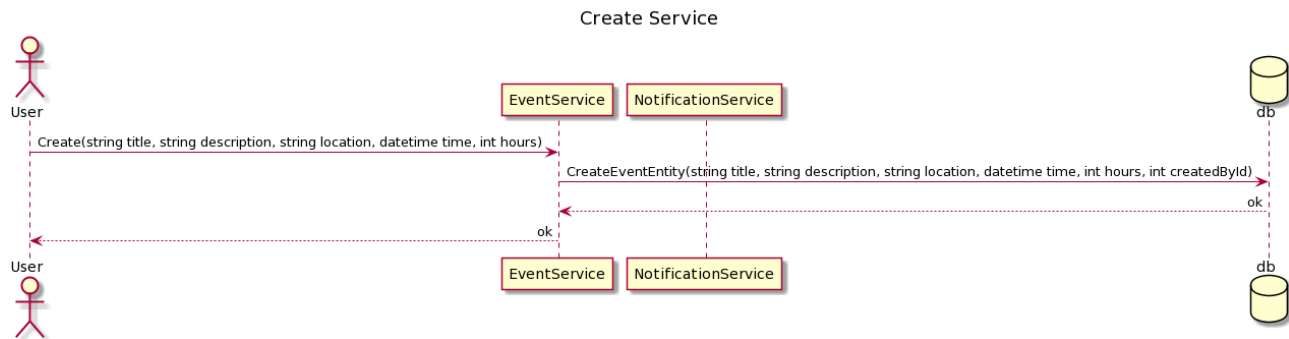 Create Service
User
EventService
NotificationService
db
Create(string title, string description, string location, datetime time, int hours)
CreateEventEntity(string title, string description, string location, datetime time, int hours, int createdById)
ok
ok
User
EventService
NotificationService
db